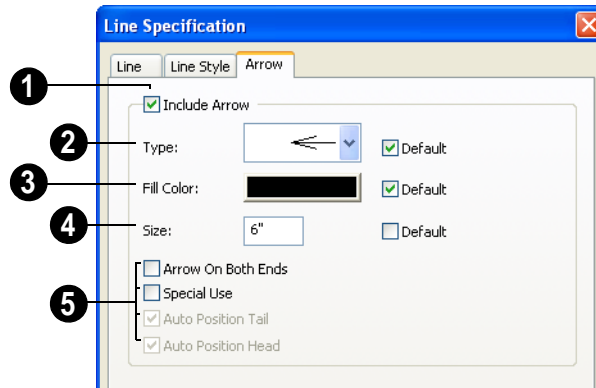 Line Specification
Line Line Style Arrow
1 Include Arrow
2 Type: Default
3 Fill Color: Default
4 Size: 6" Default
Arrow On Both Ends
5 Special Use
Auto Position Tail
Auto Position Head